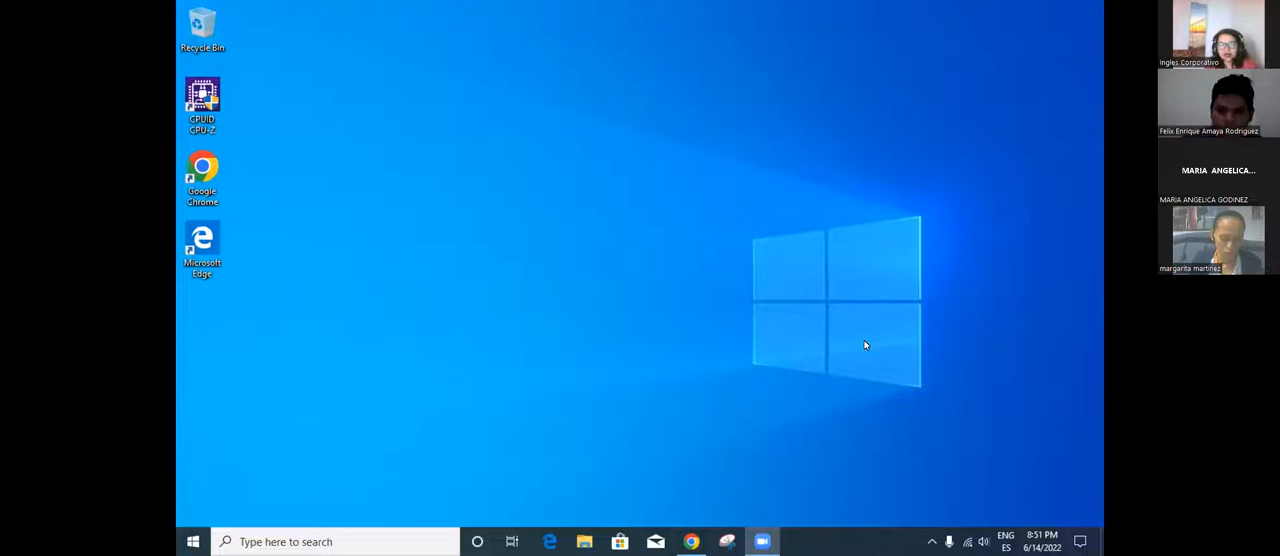 Recycle Bin
CPUID
CPU-Z
Google
Chrome
Microsoft
Edge
Type here to search
ENG
ES
8:51 PM
6/14/2022
Ingles Corporativo
Felix Enrique Amaya Rodriguez
MARIA ANGELICA...
MARIA ANGELICA GODINEZ
margarita martinez